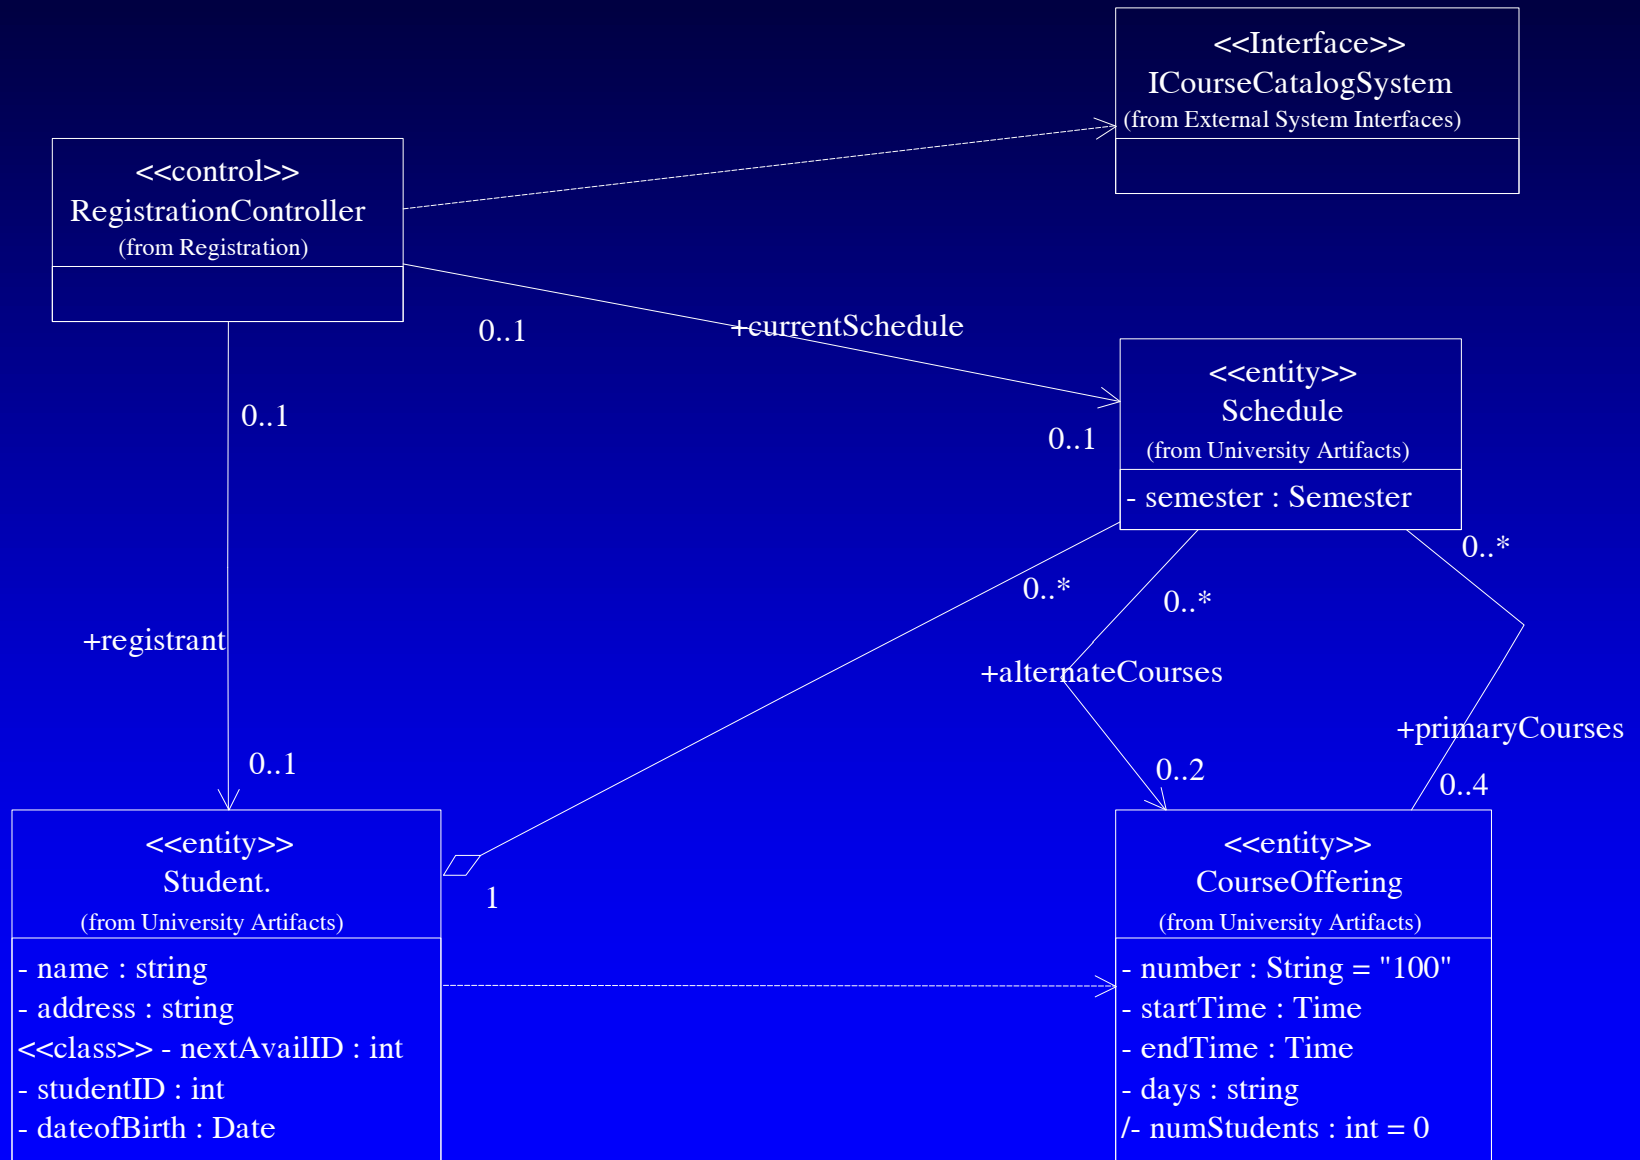 <<Interface>>
ICourseCatalogSystem
(from External System Interfaces)
<<control>>
RegistrationController
(from Registration)
0..1
+currentSchedule
0..1
<<entity>>
Schedule
(from University Artifacts)
- semester : Semester
0..1
+registrant
0..1
0..*
0..*
0..*
+alternateCourses
+primaryCourses
0..2
0..4
<<entity>>
Student.
(from University Artifacts)
- name : string
- address : string
<<class>> - nextAvailID : int
- studentID : int
- dateofBirth : Date
1
<<entity>>
CourseOffering
(from University Artifacts)
- number : String = "100"
- startTime : Time
- endTime : Time
- days : string
/- numStudents : int = 0